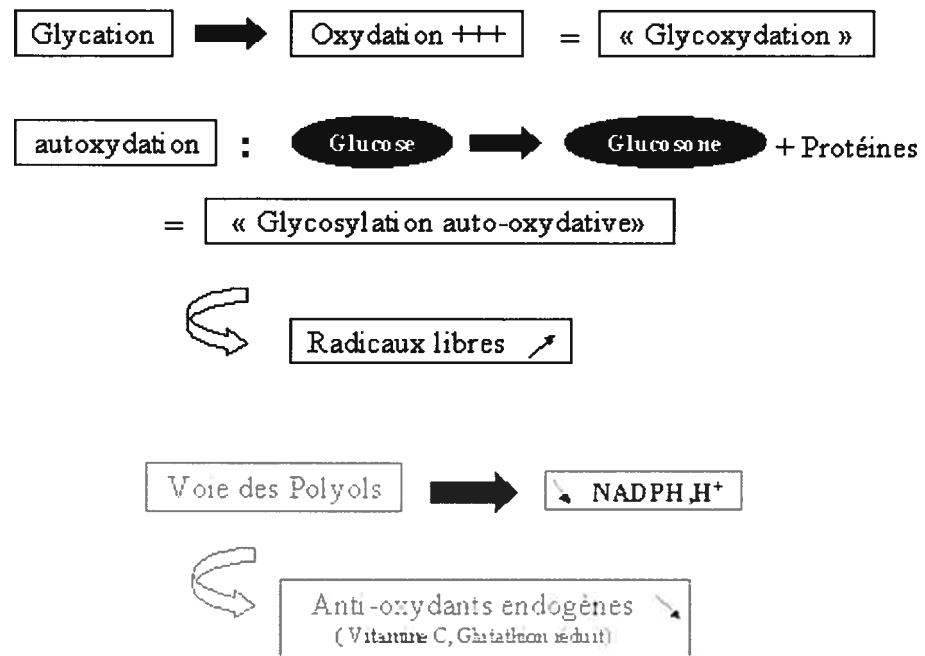 Glycation Oxydation +++ = « Glycoxydation »
autoxydation : Glucose Glucosone + Protéines
= « Glycosylation auto-oxydative»
Radicaux libres
Voie des Polyols NADPH,H⁺
Anti-oxydants endogènes
( Vitamine C, Glutathion réduit)